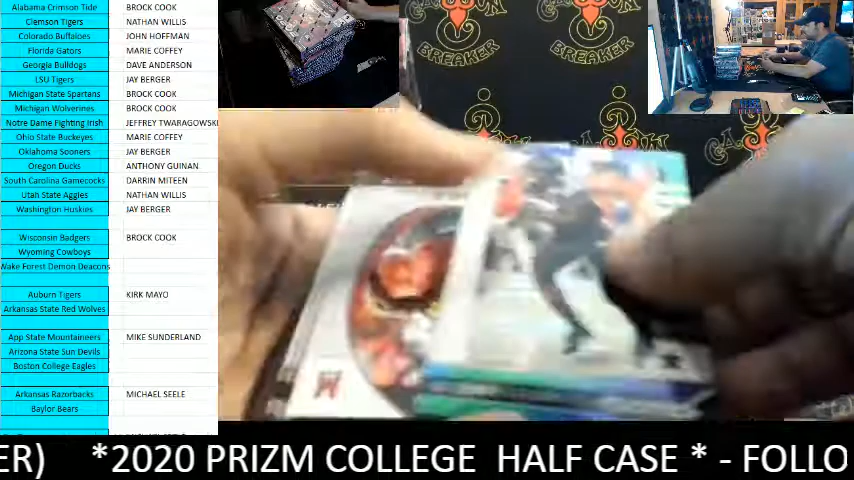 Alabama Crimson Tide BROCK COOK
Clemson Tigers NATHAN WILLIS
Colorado Buffaloes JOHN HOFFMAN
Florida Gators MARIE COFFEY
Georgia Bulldogs DAVE ANDERSON
LSU Tigers JAY BERGER
Michigan State Spartans BROCK COOK
Michigan Wolverines BROCK COOK
Notre Dame Fighting Irish JEFFREY TWARAGOWSK
Ohio State Buckeyes MARIE COFFEY
Oklahoma Sooners JAY BERGER
Oregon Ducks ANTHONY GUINAN
South Carolina Gamecocks DARRIN MITEEN
Utah State Aggies NATHAN WILLIS
Washington Huskies JAY BERGER
Wisconsin Badgers BROCK COOK
Wyoming Cowboys
Wake Forest Demon Deacons
Auburn Tigers KIRK MAYO
Arkansas State Red Wolves
App State Mountaineers MIKE SUNDERLAND
Arizona State Sun Devils
Boston College Eagles
Arkansas Razorbacks MICHAEL SEELE
Baylor Bears
BREAKER
BREAKER
ER) *2020 PRIZM COLLEGE HALF CASE * - FOLLO